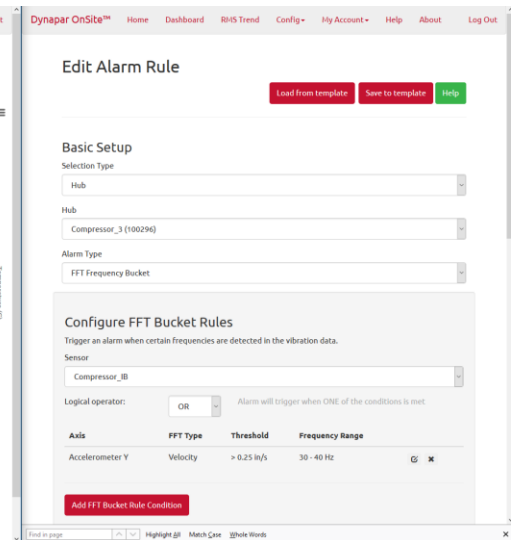 Dynapar OnSite™ Home Dashboard RMS Trend Config My Account Help About Log Out
Edit Alarm Rule
Load from template Save to template Help
Basic Setup
Selection Type
Hub
Hub
Compressor_3 (100296)
Alarm Type
FFT Frequency Bucket
Configure FFT Bucket Rules
Trigger an alarm when certain frequencies are detected in the vibration data.
Sensor
Compressor_IB
Logical operator: OR Alarm will trigger when ONE of the conditions is met
Axis FFT Type Threshold Frequency Range
Accelerometer Y Velocity > 0.25 in/s 30 - 40 Hz
Add FFT Bucket Rule Condition
Find in page Highlight All Match Case Whole Words